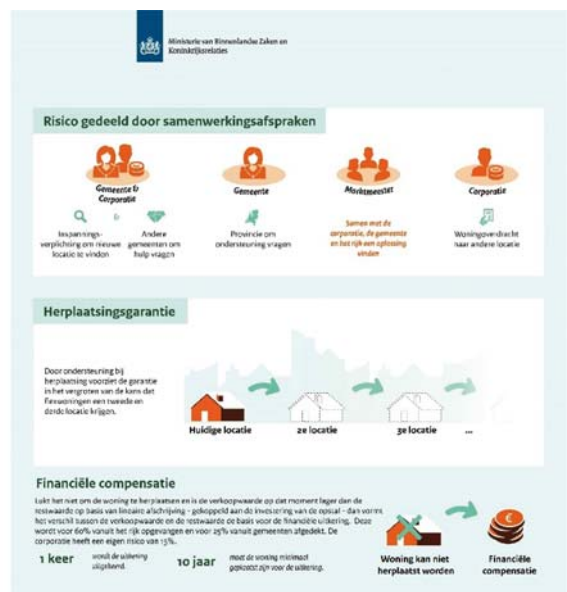 Ministerie van Binnenlandse Zaken en
Koninkrijksrelaties
Risico gedeeld door samenwerkingsafspraken
Gemeente &
Corporatie
Gemeente
Marktmeester
Corporatie
&
Inspannings-
verplichting om nieuwe
locatie te vinden
Andere
gemeenten om
hulp vragen
Provincie om
ondersteuning vragen
Samen met de
corporatie, de gemeente
en het rijk een oplossing
vinden
Woningoverdracht
naar andere locatie
Herplaatsingsgarantie
Door ondersteuning bij
herplaatsing voorziet de garantie
in het vergroten van de kans dat
flexwoningen een tweede en
derde locatie krijgen.
Huidige locatie
2e locatie
3e locatie
...
Financiële compensatie
Lukt het niet om de woning te herplaatsen en is de verkoopwaarde op dat moment lager dan de
restwaarde op basis van lineaire afschrijving - gekoppeld aan de investering van de opstal - dan vormt
het verschil tussen de verkoopwaarde en de restwaarde de basis voor de financiële uitkering. Deze
wordt voor 60% vanuit het rijk opgevangen en voor 25% vanuit gemeenten afgedekt. De
corporatie heeft een eigen risico van 15%.
1 keer
wordt de uitkering
uitgekeerd.
10 jaar
moet de woning minimaal
geplaatst zijn voor de uitkering.
Woning kan niet
herplaatst worden
€
Financiële
compensatie